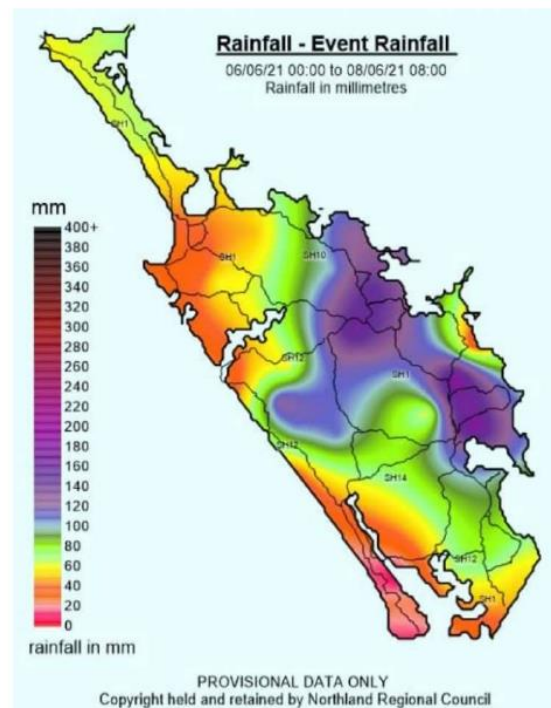 Rainfall - Event Rainfall
06/06/21 00:00 to 08/06/21 08:00
Rainfall in millimetres
SH1
mm
400+
380
360
340
320
300
280
260
240
220
200
180
160
140
120
100
80
60
40
20
0
rainfall in mm
SH1
SH10
SH12
SH1
SH12
SH14
SH12
SH1
PROVISIONAL DATA ONLY
Copyright held and retained by Northland Regional Council